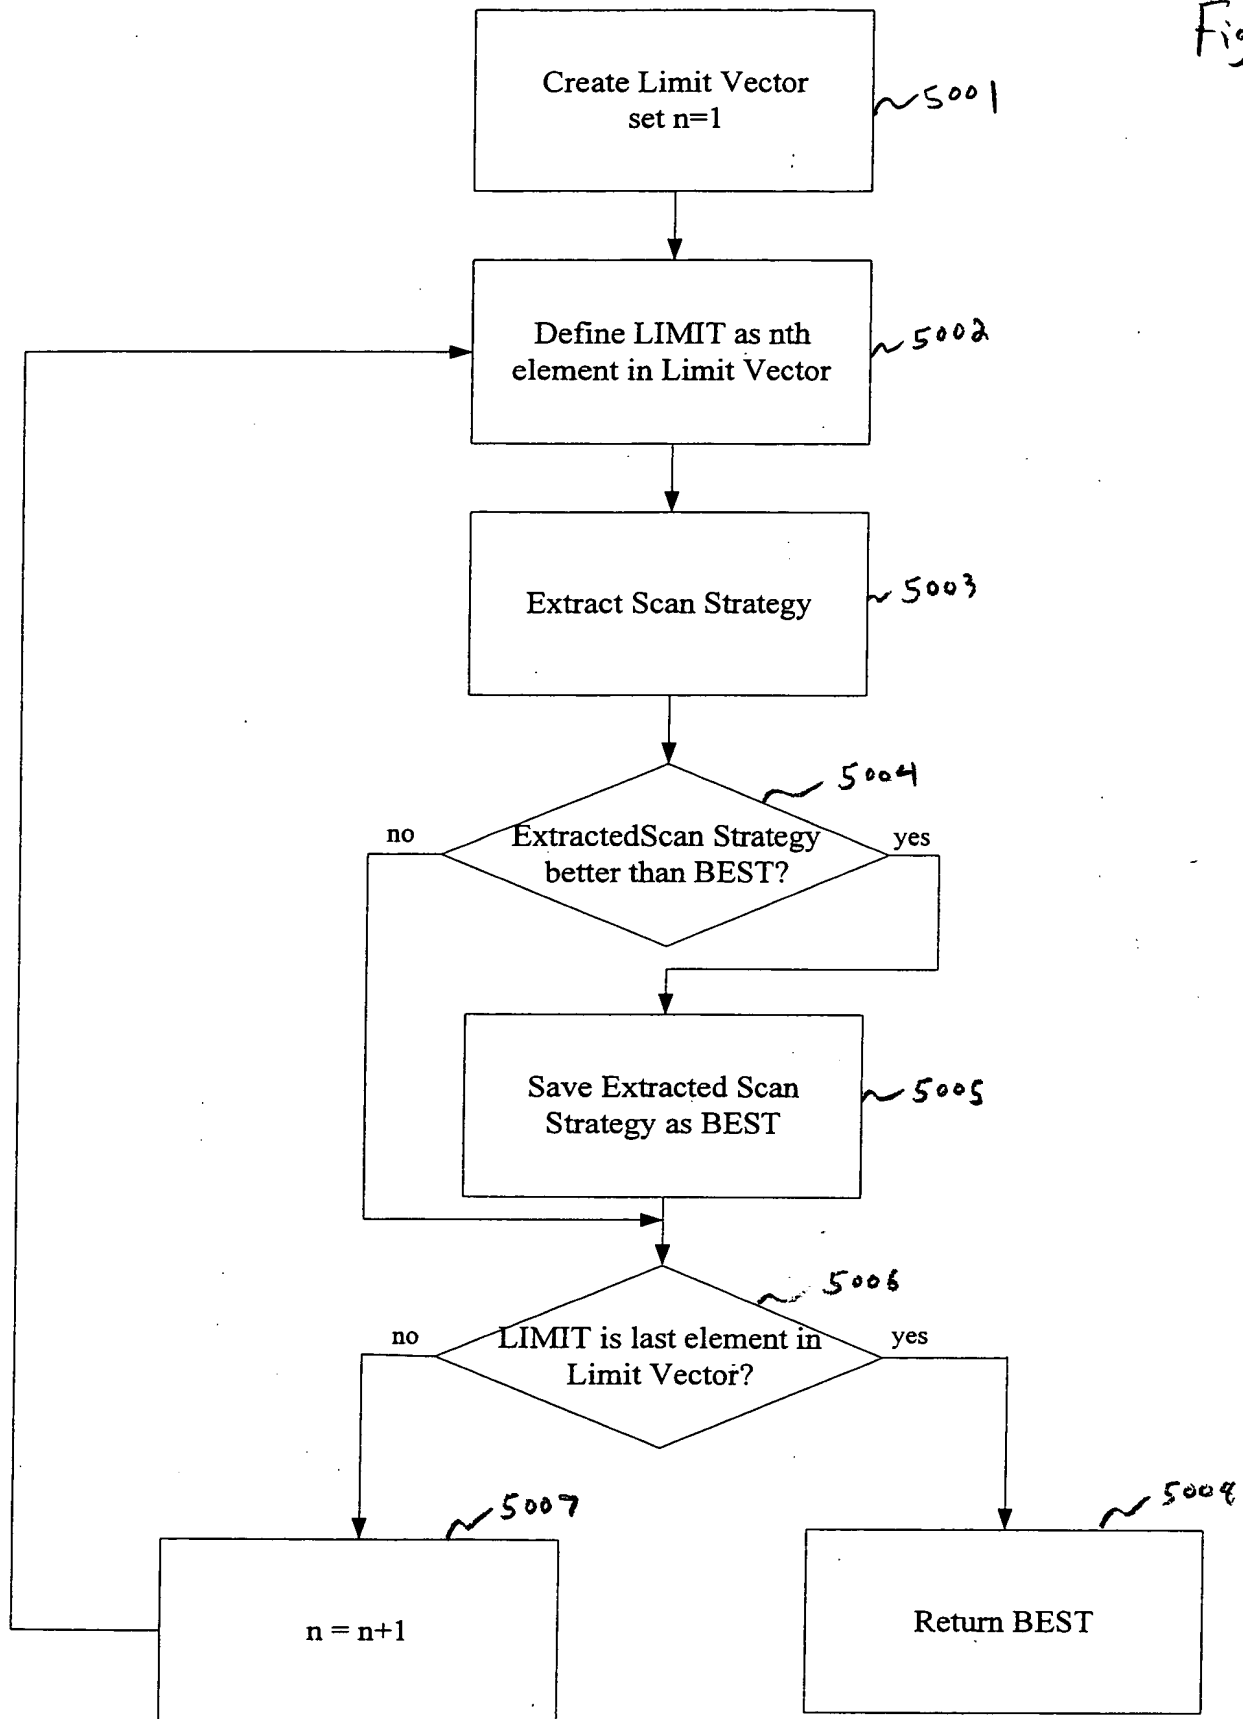 Fig
Create Limit Vector
set n=1
5001
Define LIMIT as nth
element in Limit Vector
5002
Extract Scan Strategy
5003
5004
no
ExtractedScan Strategy
better than BEST?
yes
Save Extracted Scan
Strategy as BEST
5005
5006
no
LIMIT is last element in
Limit Vector?
yes
5007
n = n+1
Return BEST